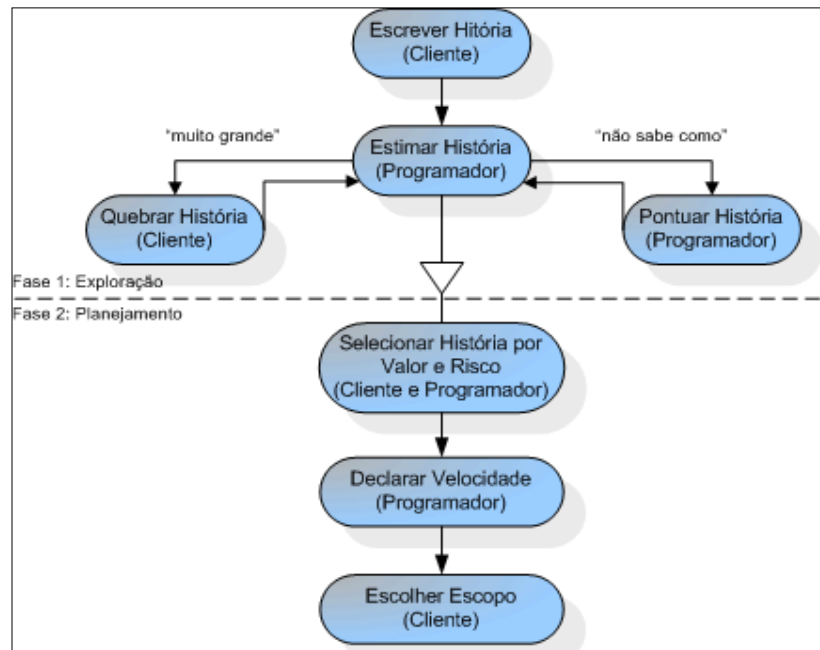 Escrever Hitória
(Cliente)
"muito grande"
"não sabe como"
Estimar História
(Programador)
Quebrar História
(Cliente)
Pontuar História
(Programador)
Fase 1: Exploração
Fase 2: Planejamento
Selecionar História por
Valor e Risco
(Cliente e Programador)
Declarar Velocidade
(Programador)
Escolher Escopo
(Cliente)